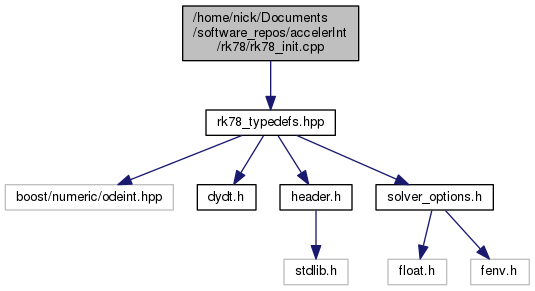 /home/nick/Documents
/software_repos/accelerInt
/rk78/rk78_init.cpp
rk78_typedefs.hpp
boost/numeric/odeint.hpp
dydt.h
header.h
solver_options.h
stdlib.h
float.h
fenv.h